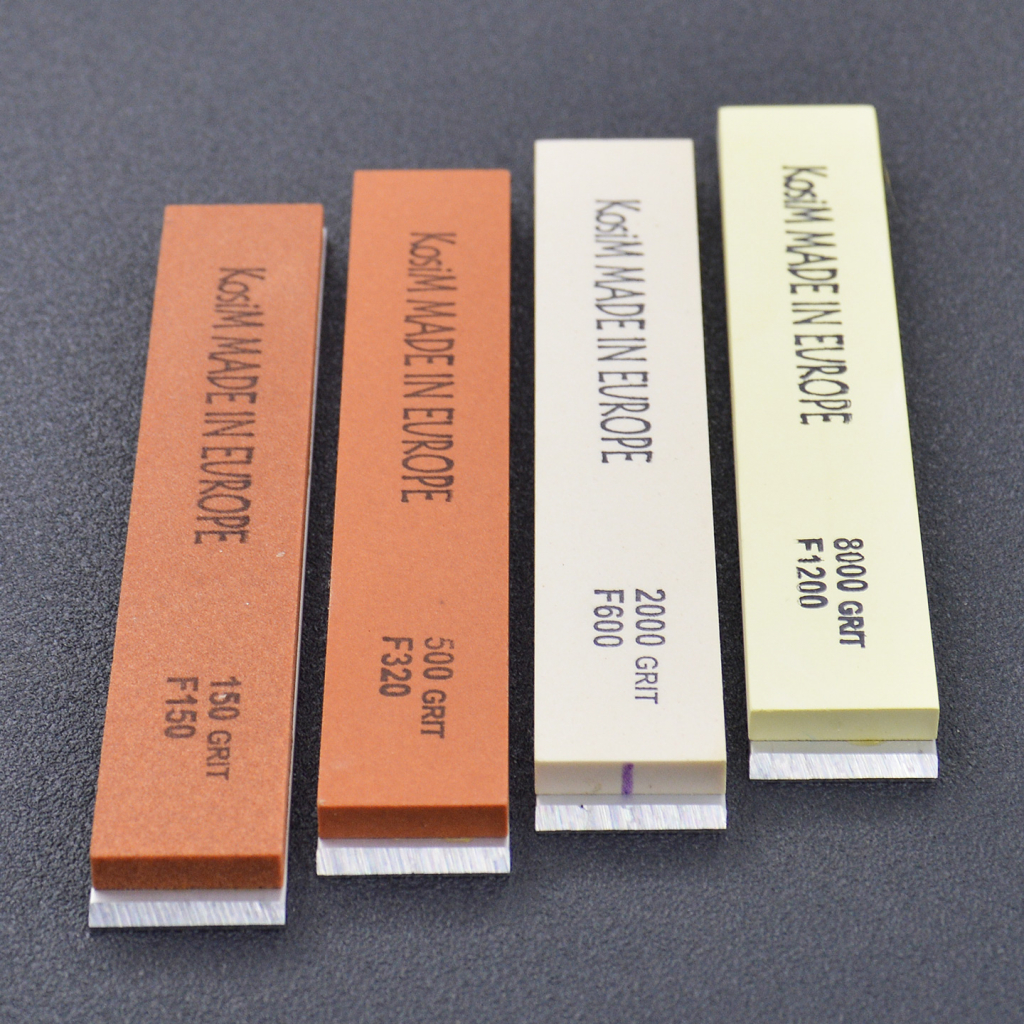 KosiM MADE IN EUROPE
150 GRIT
F150
KosiM MADE IN EUROPE
500 GRIT
F320
KosiM MADE IN EUROPE
2000 GRIT
F600
KosiM MADE IN EUROPE
8000 GRIT
F1200